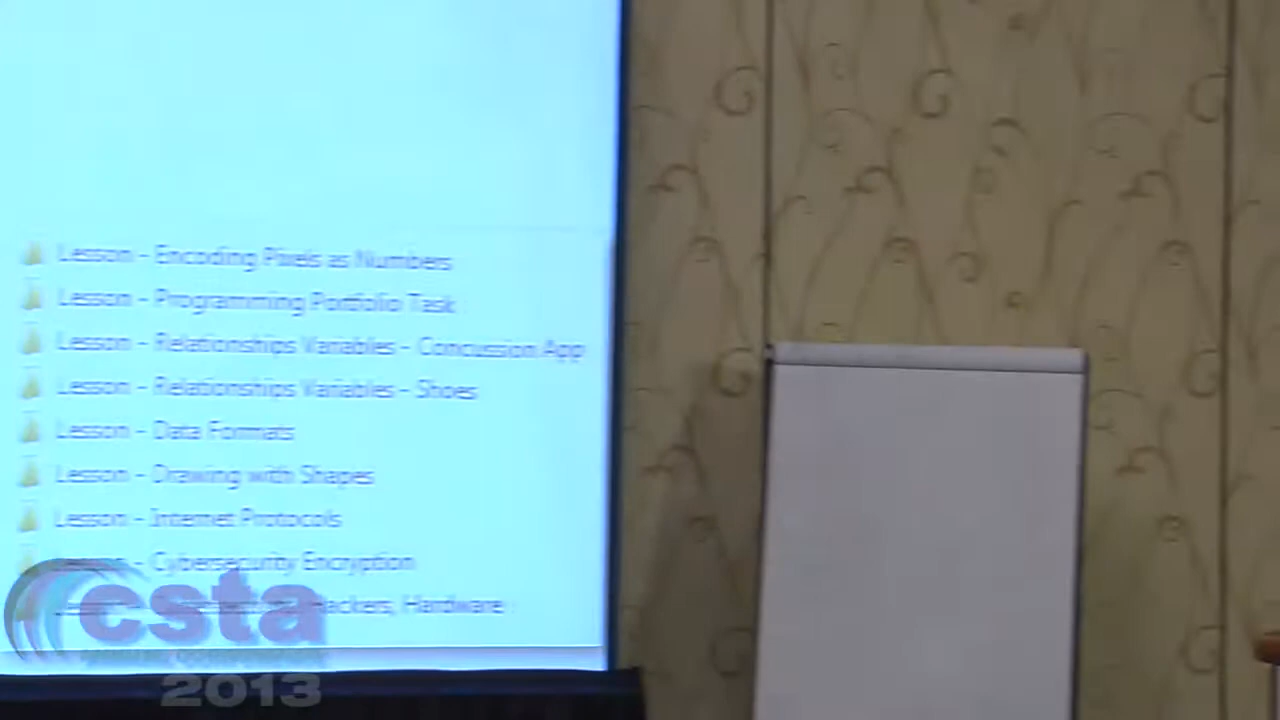 Lesson - Encoding Pixels as Numbers
Lesson - Programming Portfolio Task
Lesson - Relationships Variables - Concussion App
Lesson - Relationships Variables - Shoes
Lesson - Data Formats
Lesson - Drawing with Shapes
Lesson - Internet Protocols
- Cybersecurity Encryption
Hackers, Hardware
csta
2013